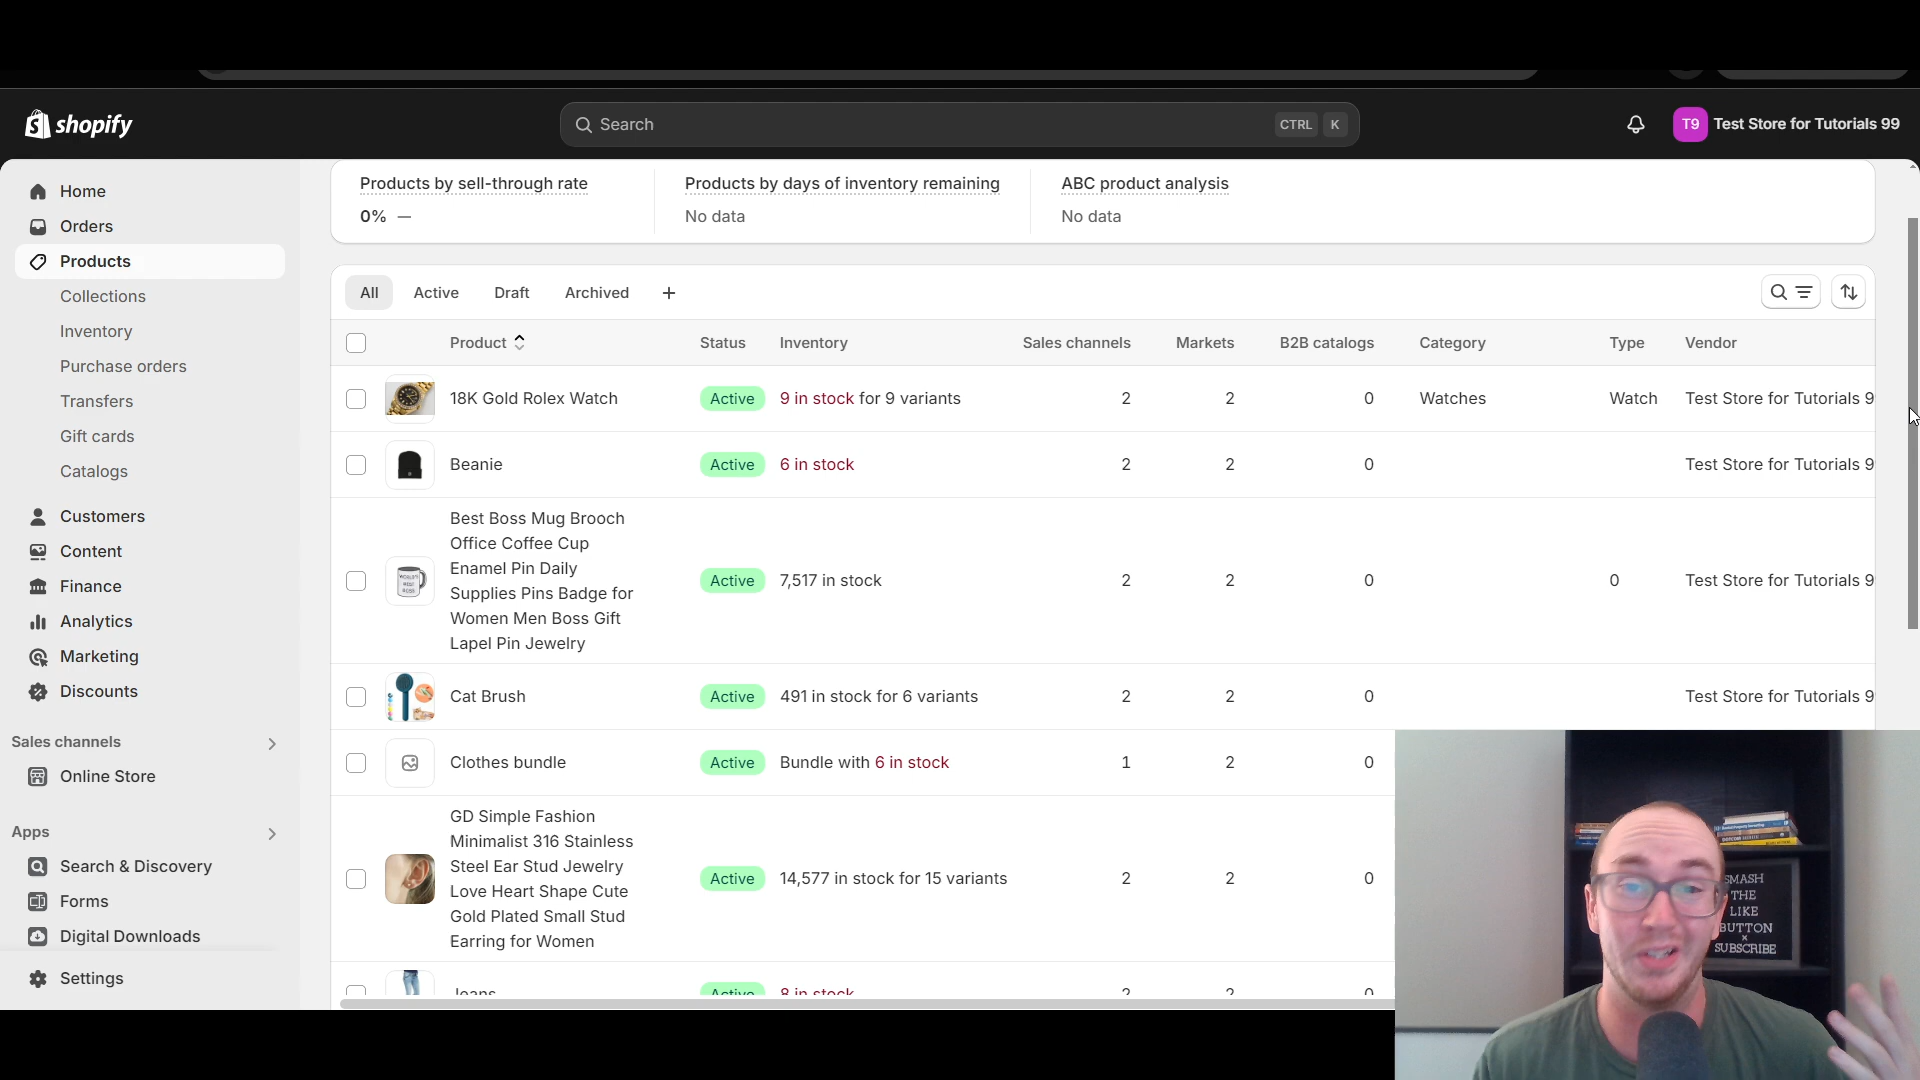 shopify
Search
CTRL K
T9 Test Store for Tutorials 99
Home
Orders
Products
Collections
Inventory
Purchase orders
Transfers
Gift cards
Catalogs
Customers
Content
Finance
Analytics
Marketing
Discounts
Sales channels
Online Store
Apps
Search & Discovery
Forms
Digital Downloads
Settings
Products by sell-through rate
0% —
Products by days of inventory remaining
No data
ABC product analysis
No data
All Active Draft Archived +
Product Status Inventory Sales channels Markets B2B catalogs Category Type Vendor
18K Gold Rolex Watch Active 9 in stock for 9 variants 2 2 0 Watches Watch Test Store for Tutorials 9
Beanie Active 6 in stock 2 2 0 Test Store for Tutorials 9
Best Boss Mug Brooch
Office Coffee Cup
Enamel Pin Daily
Supplies Pins Badge for
Women Men Boss Gift
Lapel Pin Jewelry
Active 7,517 in stock 2 2 0 0 Test Store for Tutorials 9
Cat Brush Active 491 in stock for 6 variants 2 2 0 Test Store for Tutorials 9
Clothes bundle Active Bundle with 6 in stock 1 2 0
GD Simple Fashion
Minimalist 316 Stainless
Steel Ear Stud Jewelry
Love Heart Shape Cute
Gold Plated Small Stud
Earring for Women
Active 14,577 in stock for 15 variants 2 2 0
Jeans Active 8 in stock 2 2 0
SMASH
THE
LIKE
BUTTON
×
SUBSCRIBE